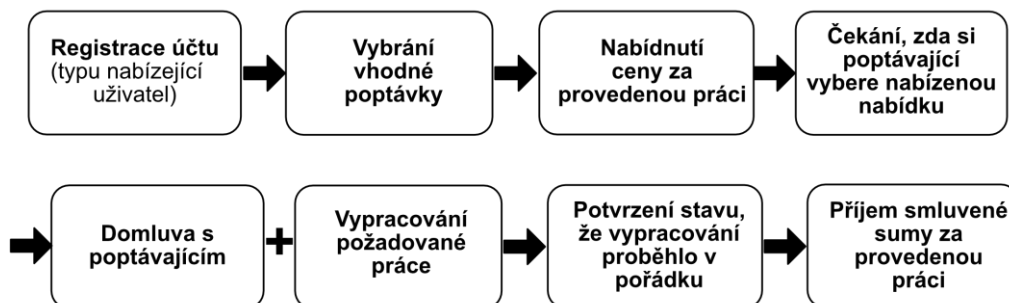 Registrace účtu
(typu nabízející
uživatel)
Vybrání
vhodné
poptávky
Nabídnutí
ceny za
provedenou práci
Čekání, zda si
poptávající
vybere nabízenou
nabídku
Domluva s
poptávajícím
+
Vypracování
požadované
práce
Potvrzení stavu,
že vypracování
proběhlo v
pořádku
Příjem smluvené
sumy za
provedenou
práci